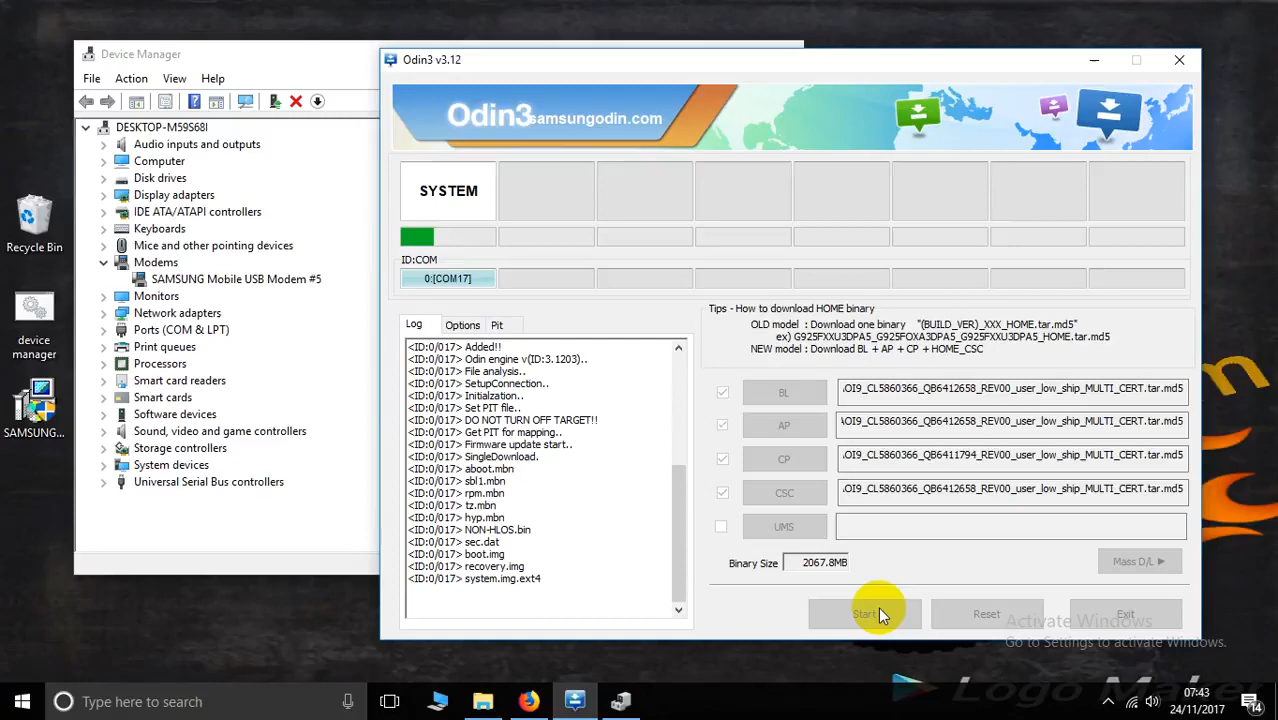 Device Manager
File Action View Help
DESKTOP-M59S68I
Audio inputs and outputs
Computer
Disk drives
Display adapters
IDE ATA/ATAPI controllers
Keyboards
Mice and other pointing devices
Modems
SAMSUNG Mobile USB Modem #5
Monitors
Network adapters
Ports (COM & LPT)
Print queues
Processors
Smart card readers
Smart cards
Software devices
Sound, video and game controllers
Storage controllers
System devices
Universal Serial Bus controllers
Recycle Bin
device
manager
SAMSUNG...
Odin3 v3.12
Odin3 samsungodin.com
SYSTEM
ID:COM
0:[COM17]
Log Options Pit
<ID:0/017> Added!!
<ID:0/017> Odin engine v(ID:3.1203)..
<ID:0/017> File analysis..
<ID:0/017> SetupConnection..
<ID:0/017> Initialzation..
<ID:0/017> Set PIT file..
<ID:0/017> DO NOT TURN OFF TARGET!!
<ID:0/017> Get PIT for mapping..
<ID:0/017> Firmware update start..
<ID:0/017> SingleDownload.
<ID:0/017> aboot.mbn
<ID:0/017> sbl1.mbn
<ID:0/017> rpm.mbn
<ID:0/017> tz.mbn
<ID:0/017> hyp.mbn
<ID:0/017> NON-HLOS.bin
<ID:0/017> sec.dat
<ID:0/017> boot.img
<ID:0/017> recovery.img
<ID:0/017> system.img.ext4
Tips - How to download HOME binary
OLD model : Download one binary "(BUILD_VER)_XXX_HOME.tar.md5"
ex) G925FXXU3DPA5_G925FOXA3DPA5_G925FXXU3DPA5_HOME.tar.md5
NEW model : Download BL + AP + CP + HOME_CSC
BL .OI9_CL5860366_QB6412658_REV00_user_low_ship_MULTI_CERT.tar.md5
AP \OI9_CL5860366_QB6412658_REV00_user_low_ship_MULTI_CERT.tar.md5
CP .OI9_CL5860366_QB6411794_REV00_user_low_ship_MULTI_CERT.tar.md5
CSC .OI9_CL5860366_QB6412658_REV00_user_low_ship_MULTI_CERT.tar.md5
UMS
Binary Size 2067.8MB Mass D/L
Start Reset Exit
Activate Windows
Go to Settings to activate Windows.
Logo Maker
Type here to search
07:43
24/11/2017
14